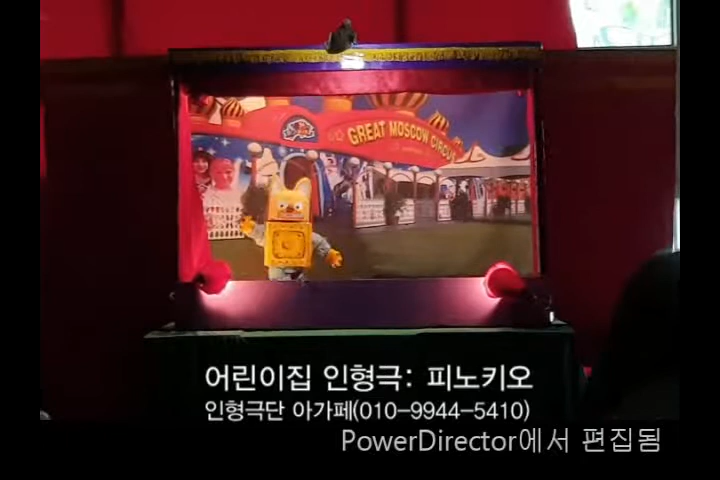 GREAT MOSCOW CIRCUS
어린이집 인형극: 피노키오
인형극단 아가페(010-9944-5410)
PowerDirector에서 편집됨